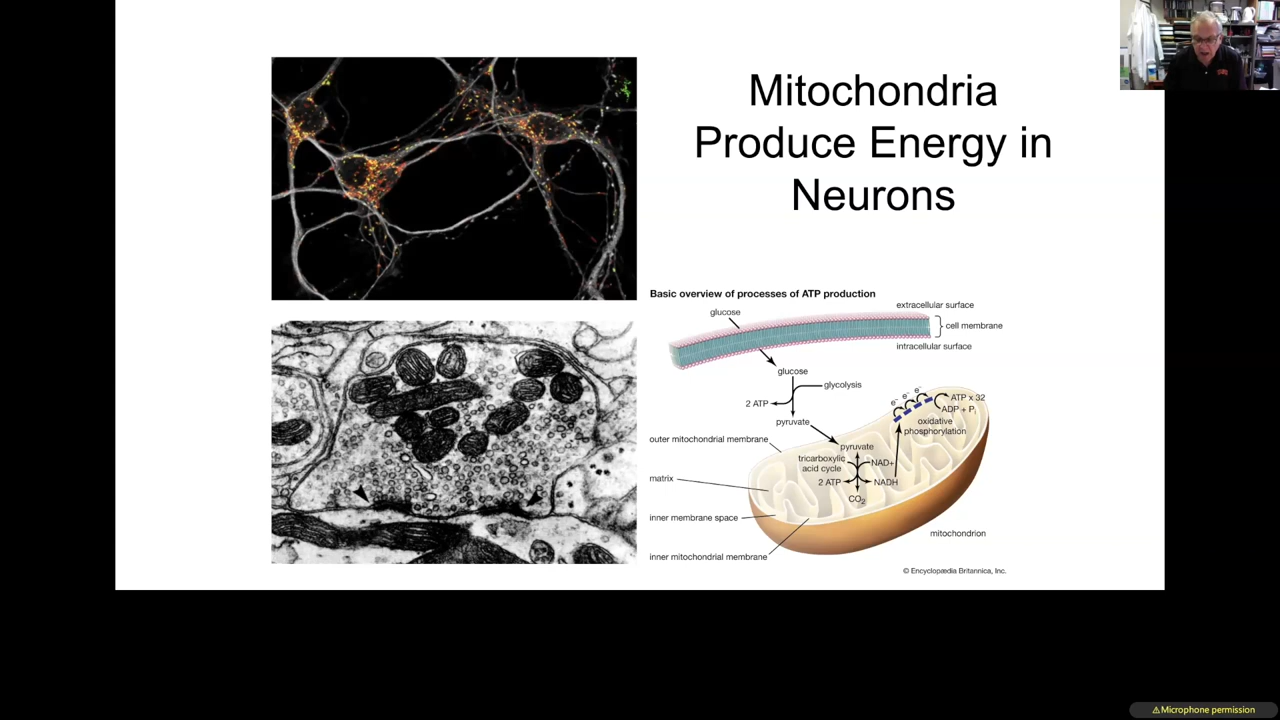 Mitochondria
Produce Energy in
Neurons
Basic overview of processes of ATP production
glucose
extracellular surface
cell membrane
intracellular surface
glucose
glycolysis
2 ATP
pyruvate
e⁻ e⁻ e⁻
ATP x 32
ADP + Pᵢ
oxidative
phosphorylation
outer mitochondrial membrane
pyruvate
tricarboxylic
acid cycle
NAD+
matrix
2 ATP
NADH
CO₂
inner membrane space
mitochondrion
inner mitochondrial membrane
© Encyclopædia Britannica, Inc.
⚠Microphone permission